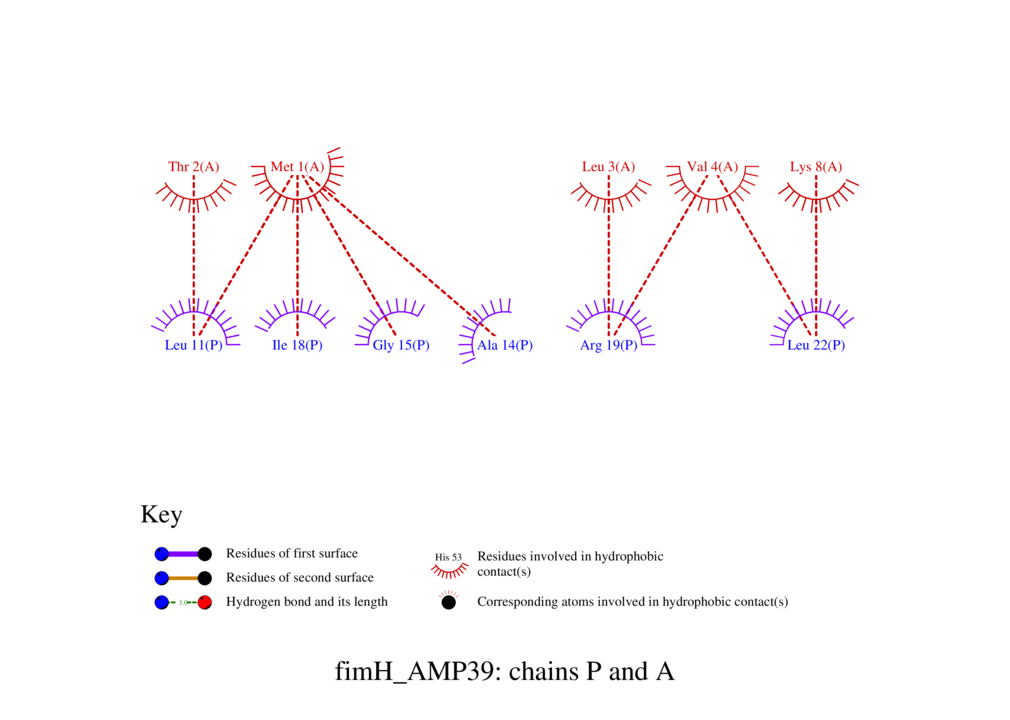 Thr 2(A) Met 1(A) Leu 3(A) Val 4(A) Lys 8(A)
Leu 11(P) Ile 18(P) Gly 15(P) Ala 14(P) Arg 19(P) Leu 22(P)
Key
Residues of first surface
Residues of second surface
3.0
Hydrogen bond and its length
His 53
Residues involved in hydrophobic
contact(s)
Corresponding atoms involved in hydrophobic contact(s)
fimH_AMP39: chains P and A